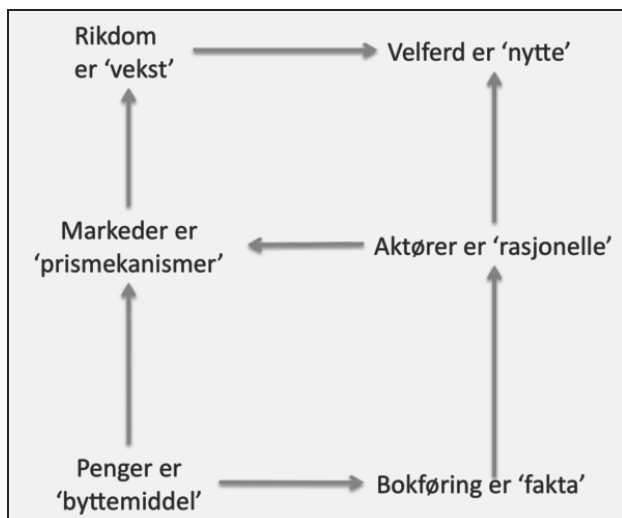 Rikdom
er ‘vekst’
Velferd er ‘nytte’
Markeder er
‘prismekanismer’
Aktører er ‘rasjonelle’
Penger er
‘byttemiddel’
Bokføring er ‘fakta’